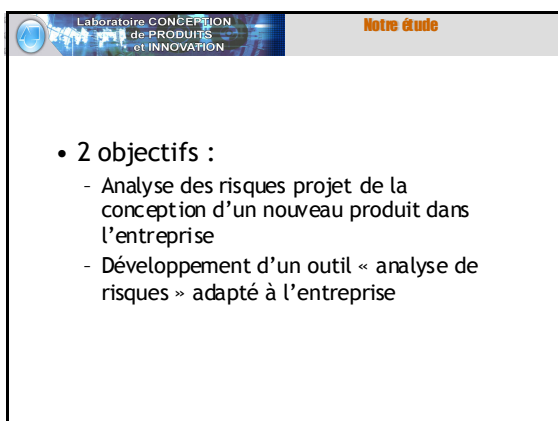 Laboratoire CONCEPTION
de PRODUITS
et INNOVATION
Notre étude
• 2 objectifs :
- Analyse des risques projet de la
conception d’un nouveau produit dans
l’entreprise
- Développement d’un outil « analyse de
risques » adapté à l’entreprise